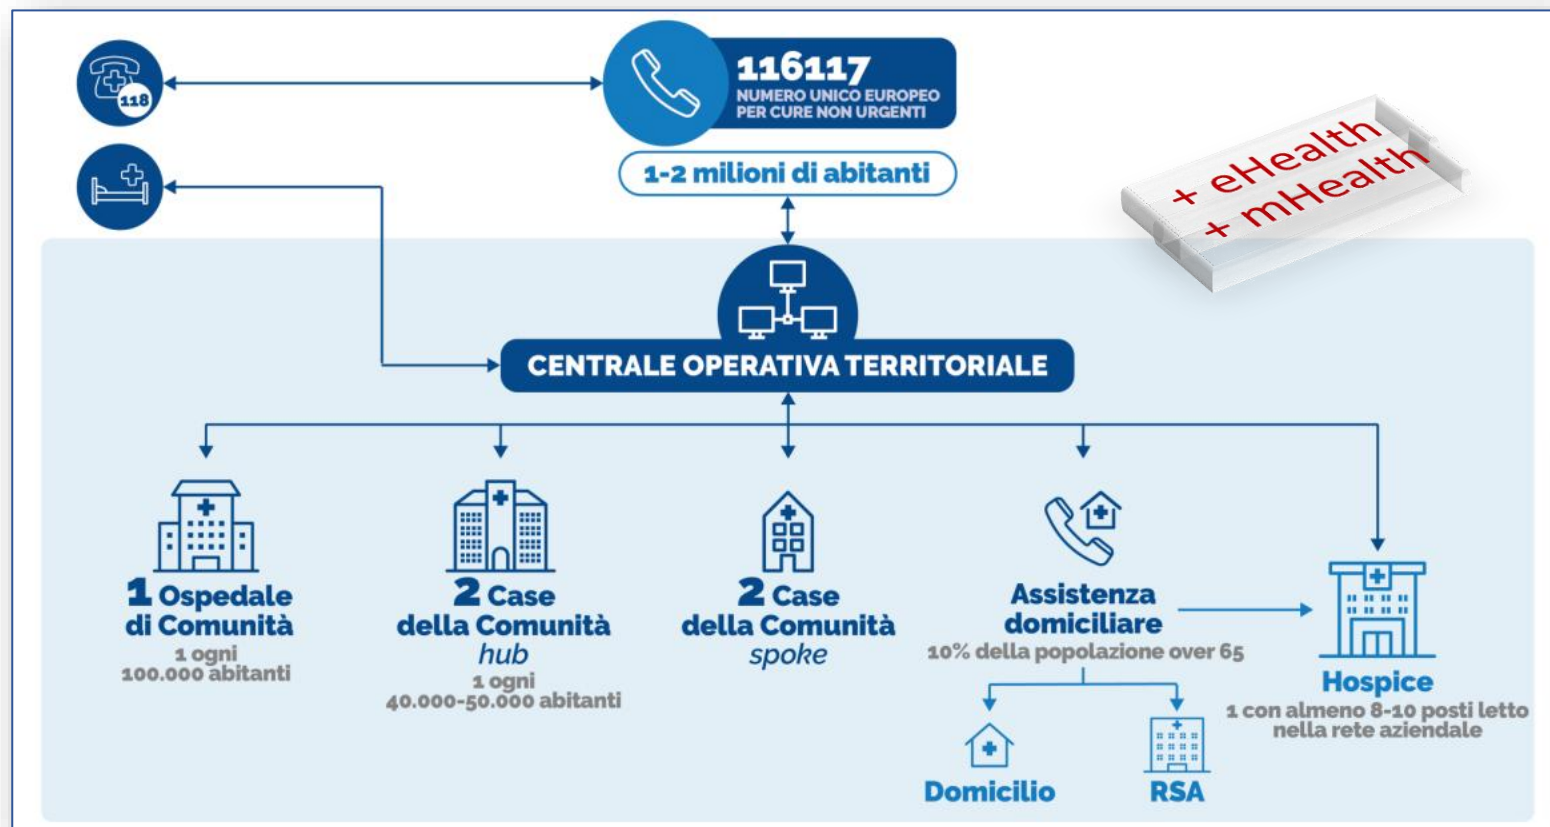 118
116117
NUMERO UNICO EUROPEO
PER CURE NON URGENTI
1-2 milioni di abitanti
+ eHealth
+ mHealth
CENTRALE OPERATIVA TERRITORIALE
1 Ospedale
di Comunità
1 ogni
100.000 abitanti
2 Case
della Comunità
hub
1 ogni
40.000-50.000 abitanti
2 Case
della Comunità
spoke
Assistenza
domiciliare
10% della popolazione over 65
Domicilio
RSA
Hospice
1 con almeno 8-10 posti letto
nella rete aziendale